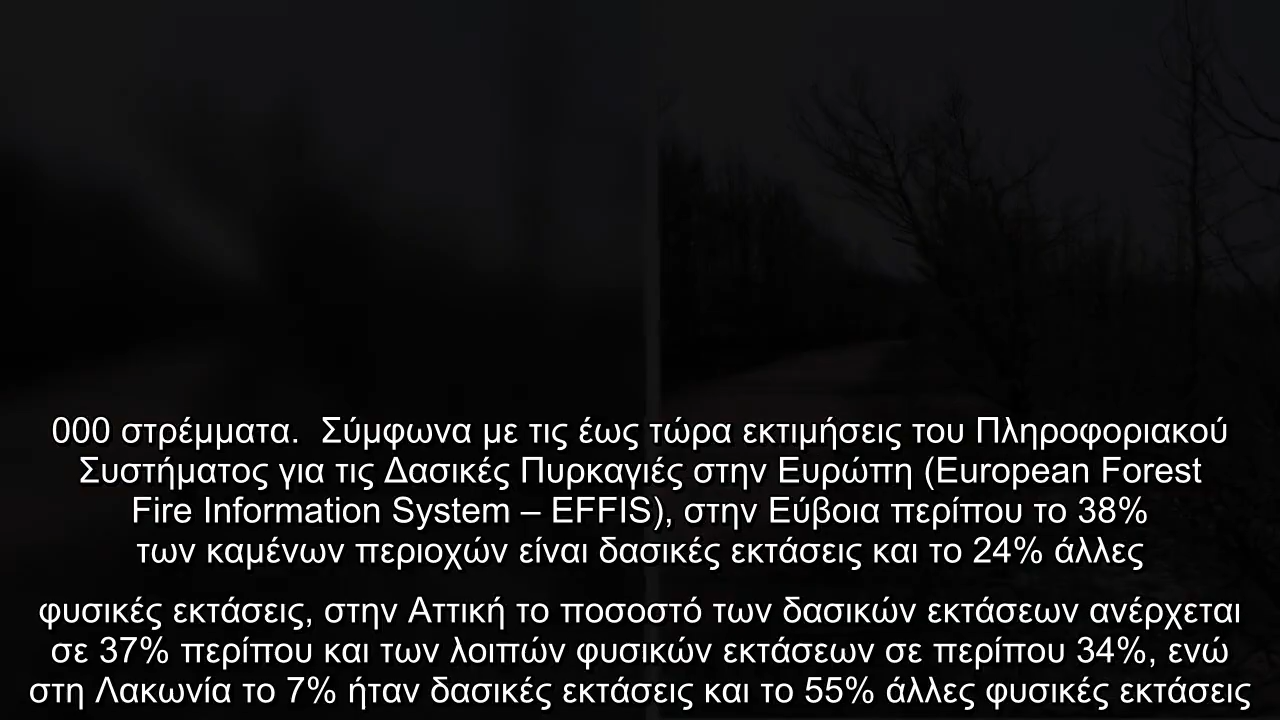 000 στρέμματα.  Σύμφωνα με τις έως τώρα εκτιμήσεις του Πληροφοριακού
Συστήματος για τις Δασικές Πυρκαγιές στην Ευρώπη (European Forest
Fire Information System – EFFIS), στην Εύβοια περίπου το 38%
των καμένων περιοχών είναι δασικές εκτάσεις και το 24% άλλες
φυσικές εκτάσεις, στην Αττική το ποσοστό των δασικών εκτάσεων ανέρχεται
σε 37% περίπου και των λοιπών φυσικών εκτάσεων σε περίπου 34%, ενώ
στη Λακωνία το 7% ήταν δασικές εκτάσεις και το 55% άλλες φυσικές εκτάσεις